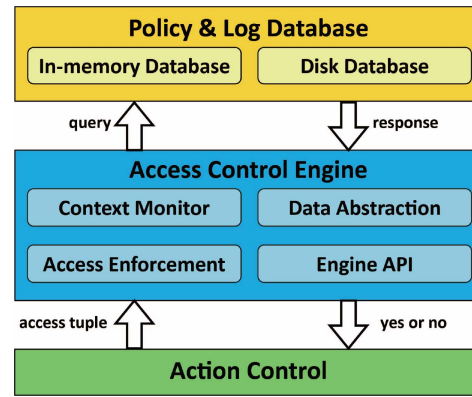 Policy & Log Database
In-memory Database
Disk Database
query
response
Access Control Engine
Context Monitor
Data Abstraction
Access Enforcement
Engine API
access tuple
yes or no
Action Control